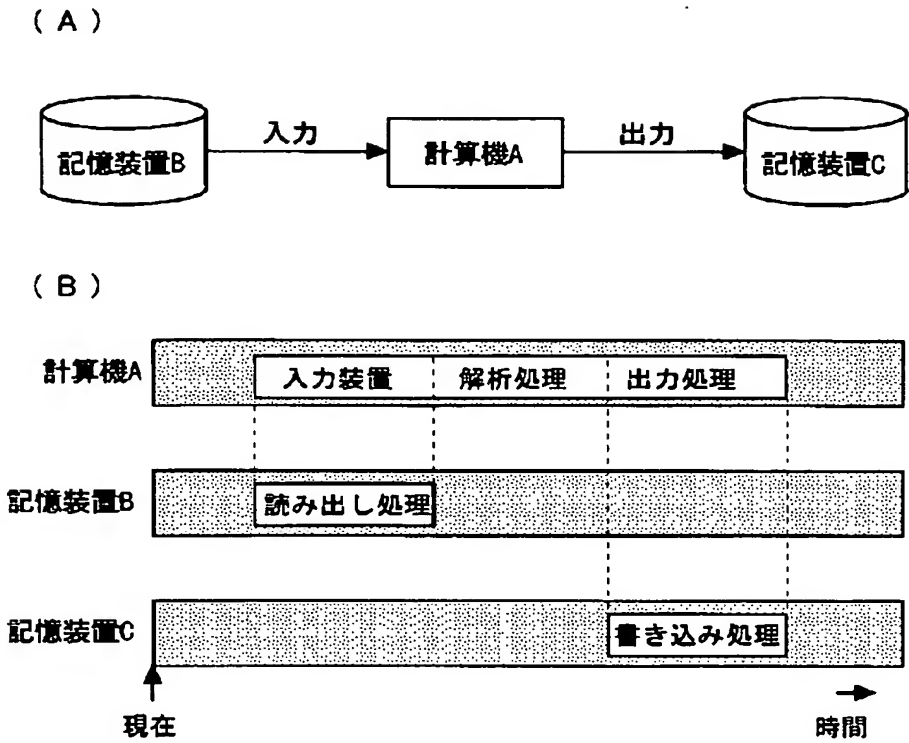 (A)
入力
出力
記憶装置B
計算機A
記憶装置C
(B)
計算機A
入力装置
解析処理
出力処理
記憶装置B
読み出し処理
記憶装置C
書き込み処理
現在
時間